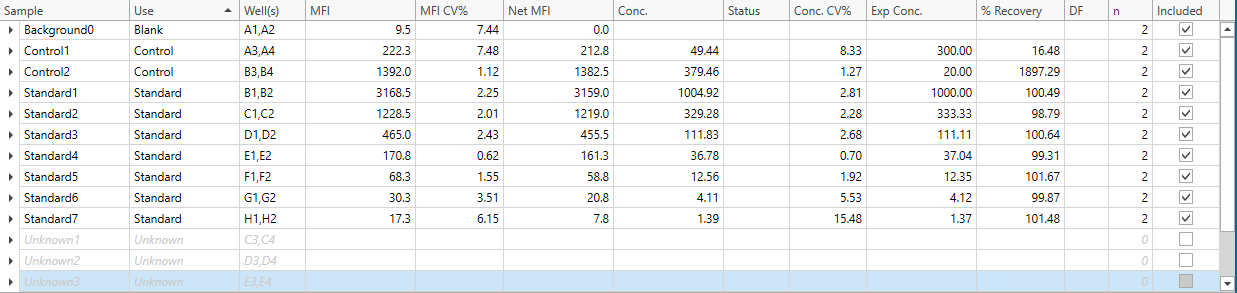 Sample Use Well(s) MFI MFI CV% Net MFI Conc. Status Conc. CV% Exp Conc. % Recovery DF n Included
Background0 Blank A1,A2 9.5 7.44 0.0 2
Control1 Control A3,A4 222.3 7.48 212.8 49.44 8.33 300.00 16.48 2
Control2 Control B3,B4 1392.0 1.12 1382.5 379.46 1.27 20.00 1897.29 2
Standard1 Standard B1,B2 3168.5 2.25 3159.0 1004.92 2.81 1000.00 100.49 2
Standard2 Standard C1,C2 1228.5 2.01 1219.0 329.28 2.28 333.33 98.79 2
Standard3 Standard D1,D2 465.0 2.43 455.5 111.83 2.68 111.11 100.64 2
Standard4 Standard E1,E2 170.8 0.62 161.3 36.78 0.70 37.04 99.31 2
Standard5 Standard F1,F2 68.3 1.55 58.8 12.56 1.92 12.35 101.67 2
Standard6 Standard G1,G2 30.3 3.51 20.8 4.11 5.53 4.12 99.87 2
Standard7 Standard H1,H2 17.3 6.15 7.8 1.39 15.48 1.37 101.48 2
Unknown1 Unknown C3,C4 0
Unknown2 Unknown D3,D4 0
Unknown3 Unknown E3,E4 0